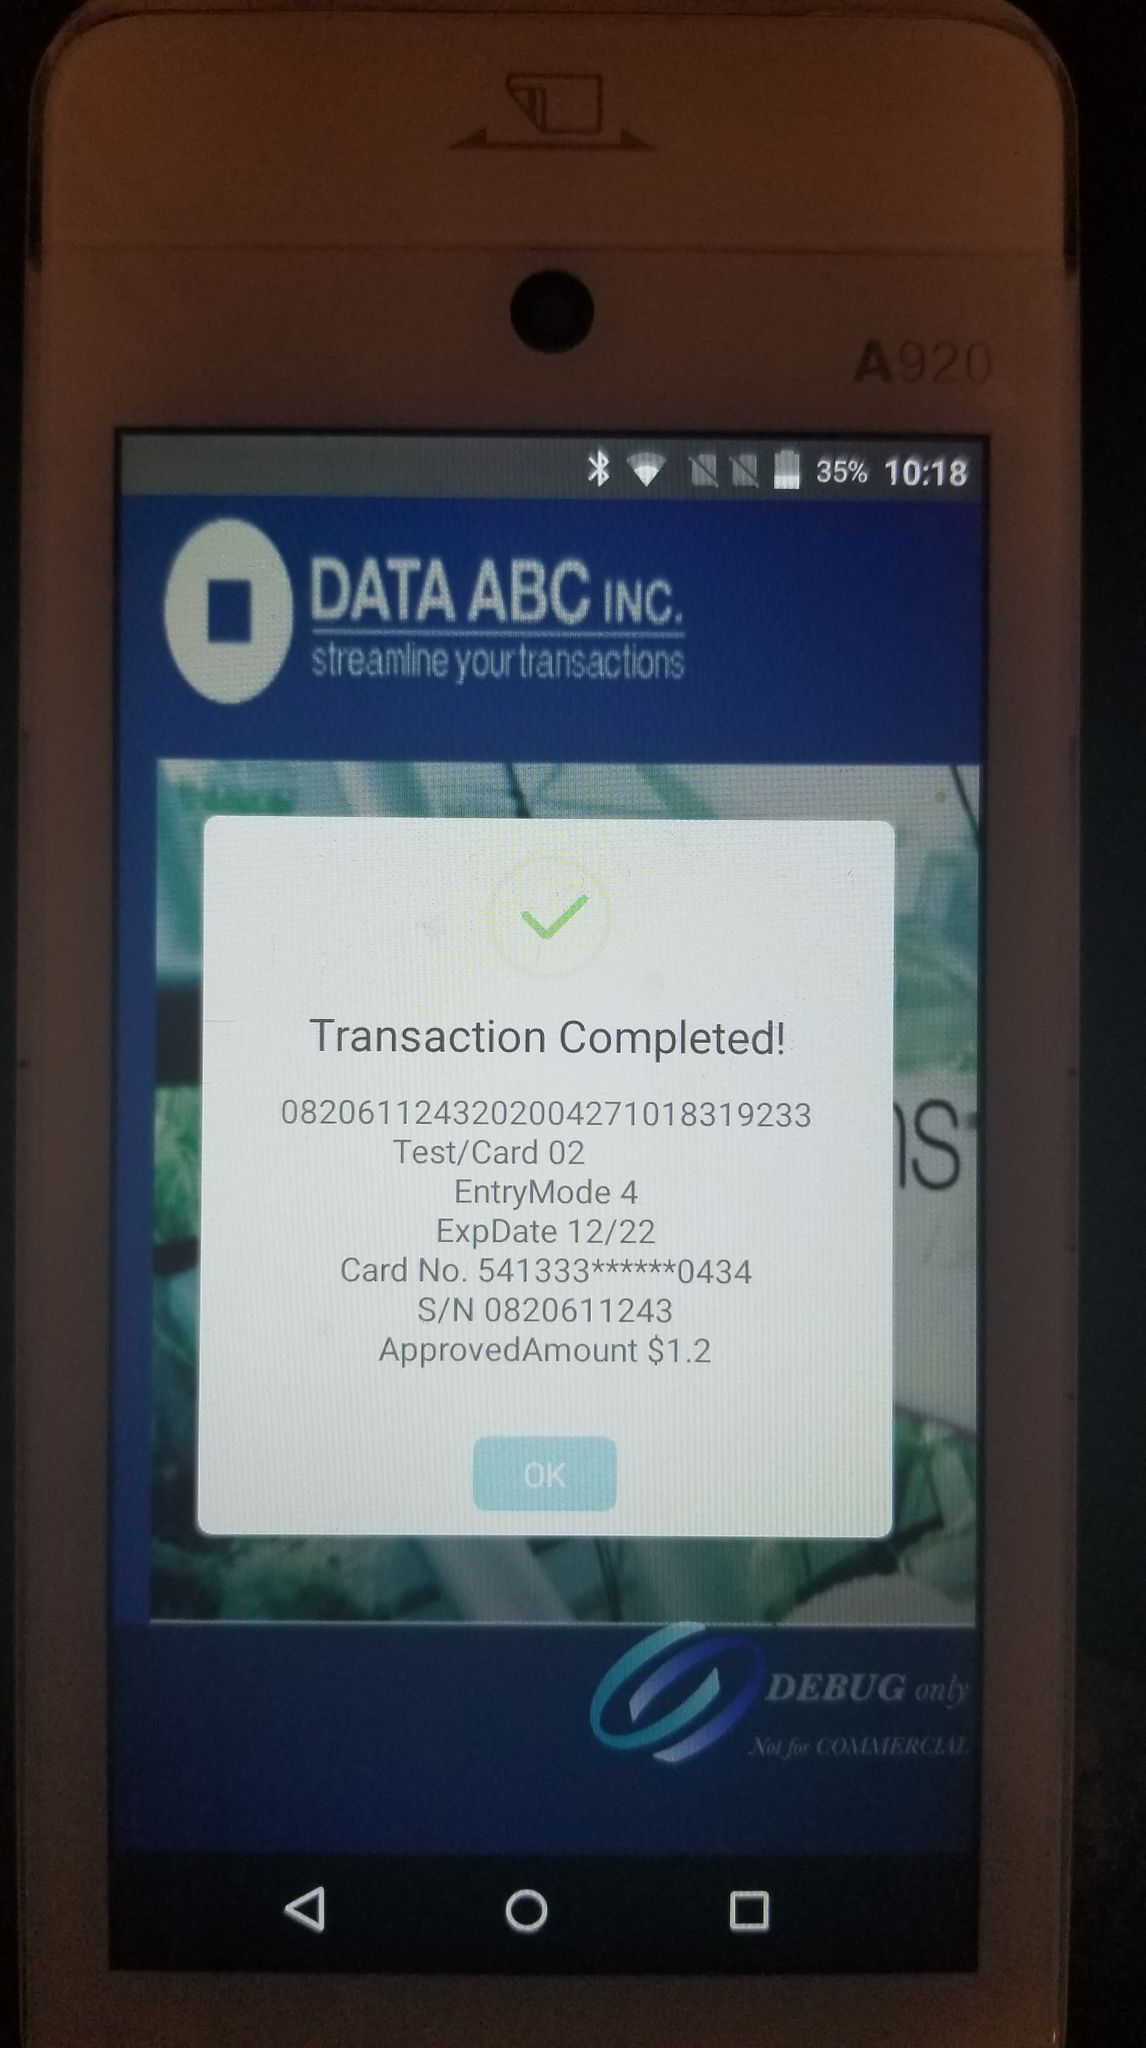 A920
35% 10:18
DATA ABC INC.
streamline your transactions
Transaction Completed!
0820611243202004271018319233
Test/Card 02
EntryMode 4
ExpDate 12/22
Card No. 541333******0434
S/N 0820611243
ApprovedAmount $1.2
OK
DEBUG only
Not for COMMERCIAL